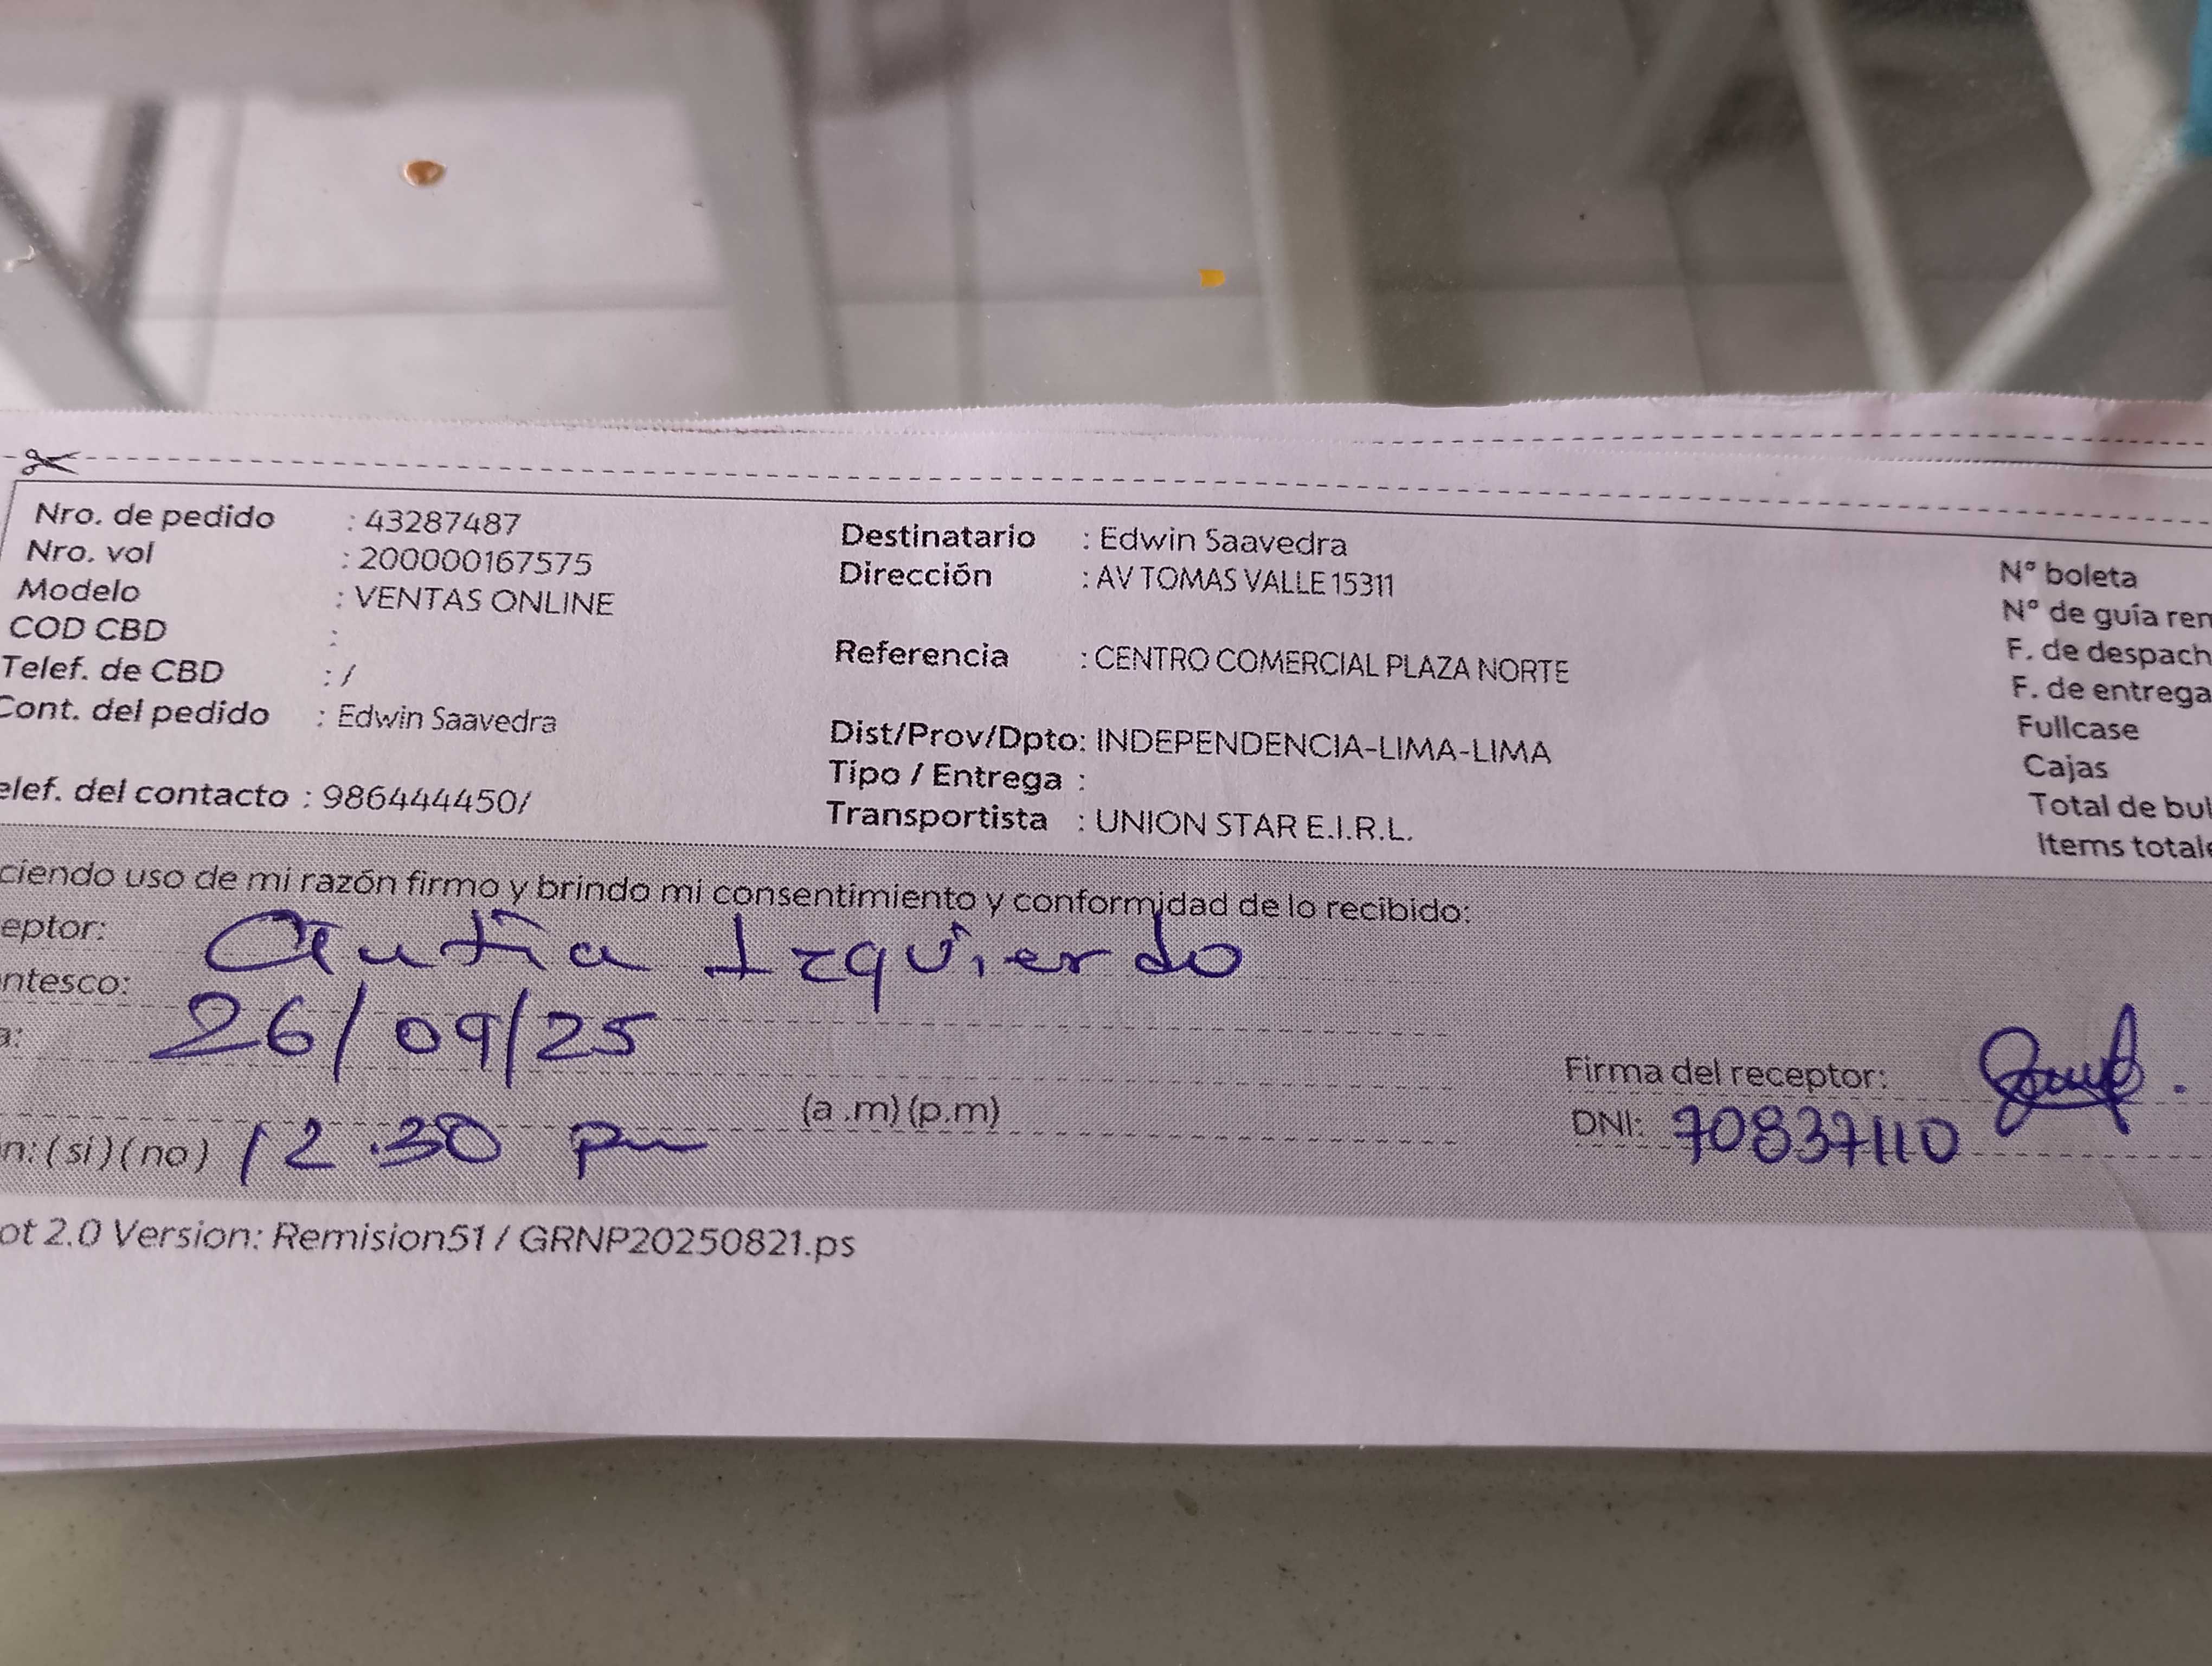 Nro. de pedido : 43287487
Nro. vol : 200000167575
Modelo : VENTAS ONLINE
COD CBD :
Telef. de CBD : /
Cont. del pedido : Edwin Saavedra
elef. del contacto : 986444450/
Destinatario : Edwin Saavedra
Dirección : AV TOMAS VALLE 15311
Referencia : CENTRO COMERCIAL PLAZA NORTE
Dist/Prov/Dpto: INDEPENDENCIA-LIMA-LIMA
Tipo / Entrega :
Transportista : UNION STAR E.I.R.L.
N° boleta
N° de guía rem
F. de despach
F. de entrega
Fullcase
Cajas
Total de bul
Items totale
ciendo uso de mi razón firmo y brindo mi consentimiento y conformidad de lo recibido:
eptor: Izquierdo
ntesco:
a: 26/09/25
(a .m) (p.m)
n: (si) (no) 12.30 pm
Firma del receptor:
DNI: 70837110
ot 2.0 Version: Remision51 / GRNP20250821.ps